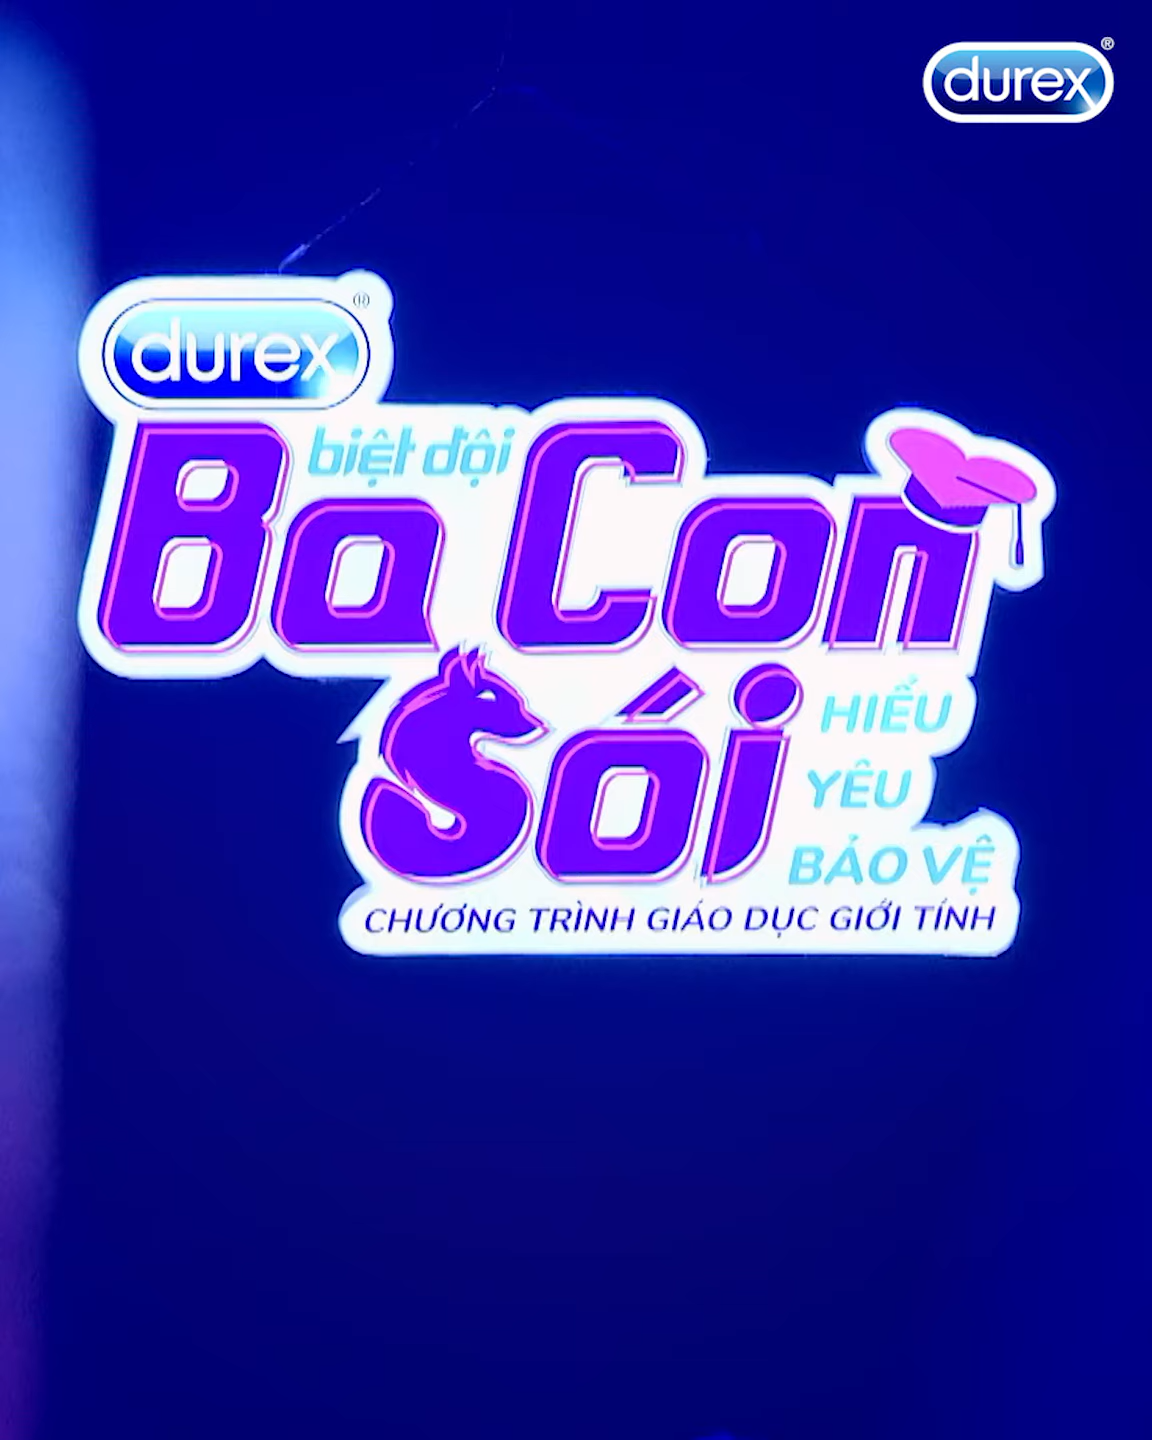 durex®
durex®
biệt đội
Ba Con
Sói
HIỂU
YÊU
BẢO VỆ
CHƯƠNG TRÌNH GIÁO DỤC GIỚI TÍNH